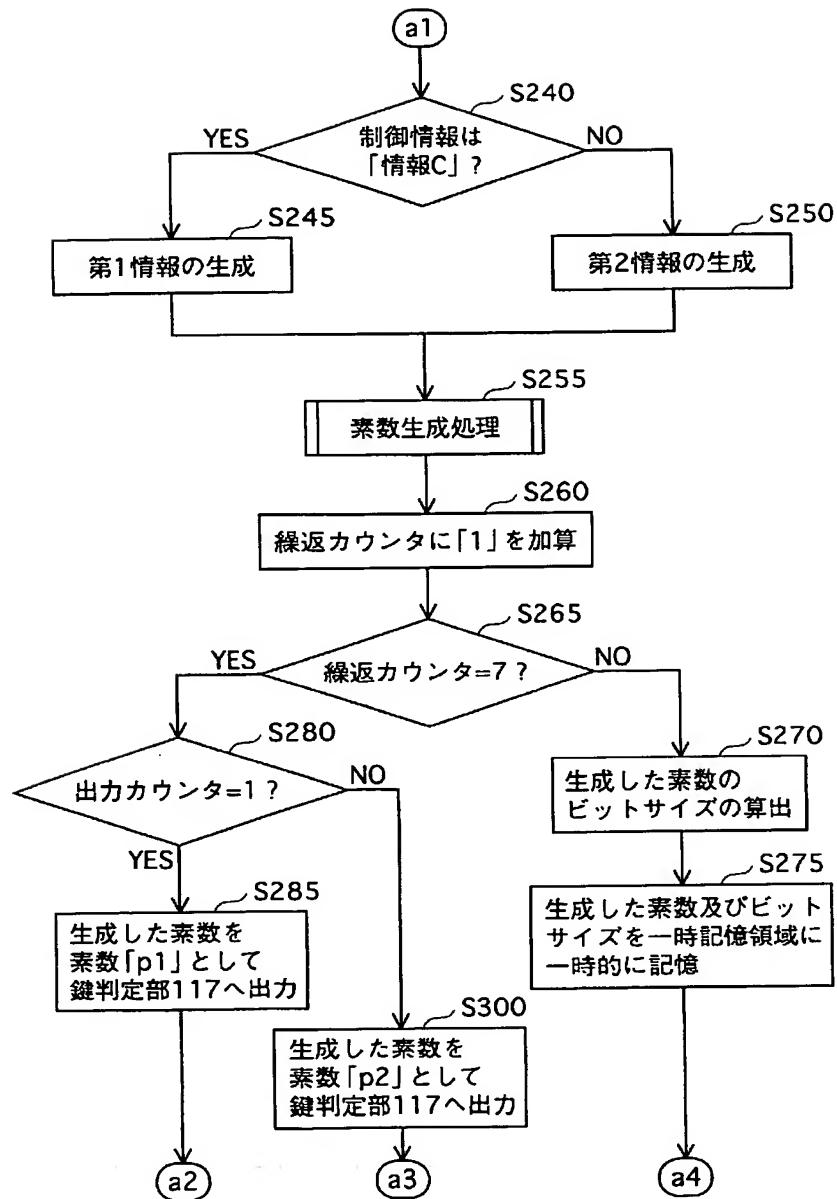 a1
S240
制御情報は
「情報C」?
YES
NO
S245
第1情報の生成
S250
第2情報の生成
S255
素数生成処理
S260
繰返カウンタに「1」を加算
S265
繰返カウンタ=7?
YES
NO
S280
出力カウンタ=1?
NO
YES
S270
生成した素数の
ビットサイズの算出
S285
生成した素数を
素数「p1」として
鍵判定部117へ出力
S275
生成した素数及びビット
サイズを一時記憶領域に
一時的に記憶
S300
生成した素数を
素数「p2」として
鍵判定部117へ出力
a2
a3
a4